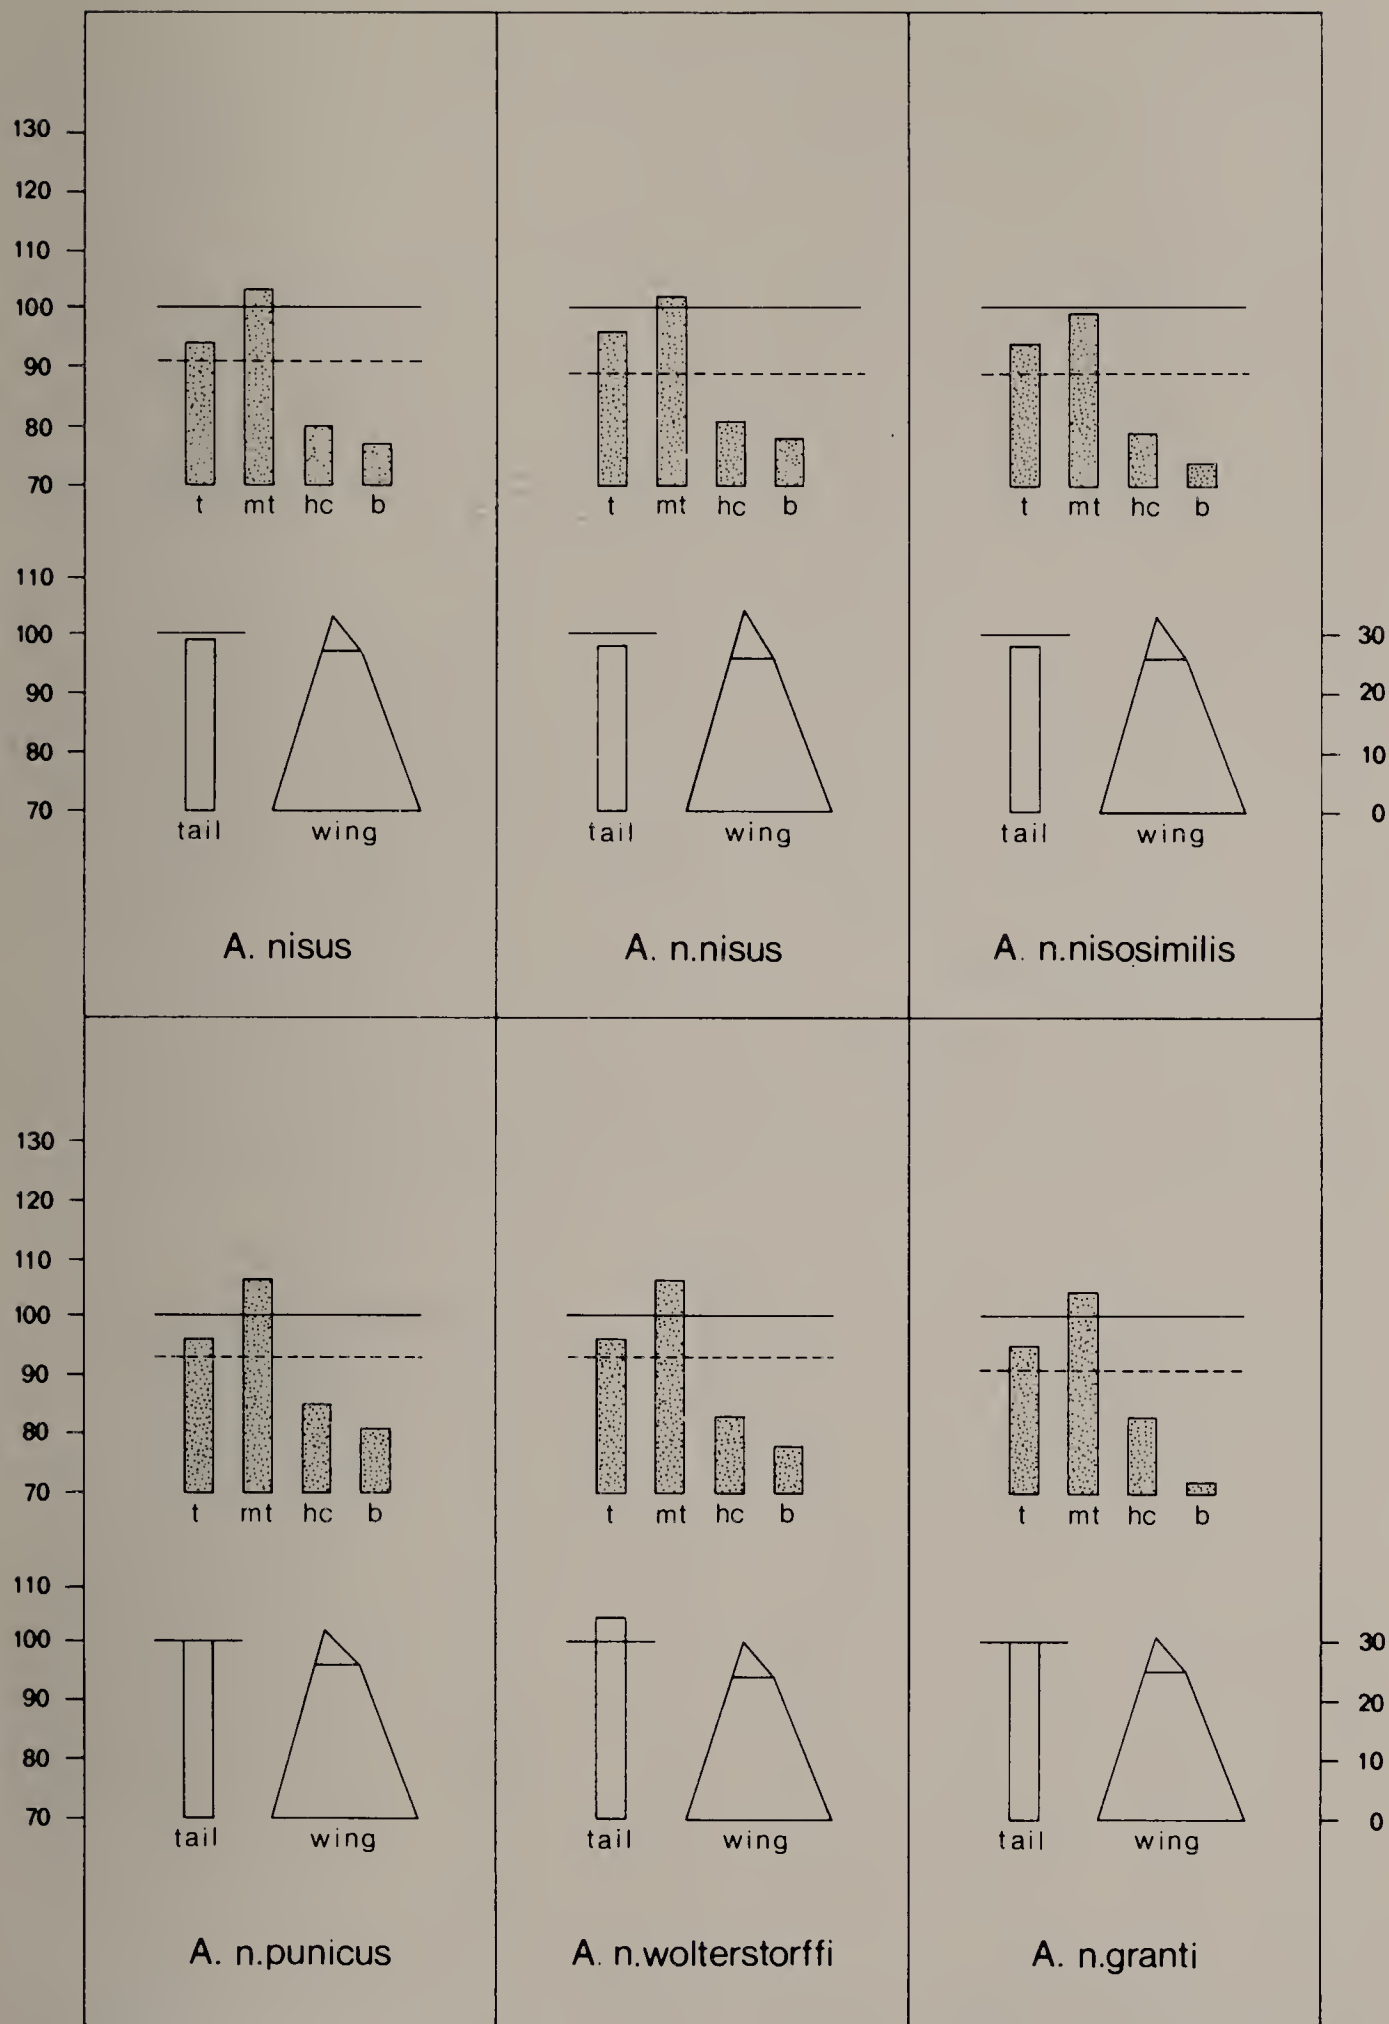 130
120
110
100
90
80
70
t mt hc b
t mt hc b
t mt hc b
110
100
90
80
70
30
20
10
0
tail wing
tail wing
tail wing
A. nisus
A. n.nisus
A. n.nisosimilis
130
120
110
100
90
80
70
t mt hc b
t mt hc b
t mt hc b
110
100
90
80
70
30
20
10
0
tail wing
tail wing
tail wing
A. n.punicus
A. n.wolterstorffi
A. n.granti